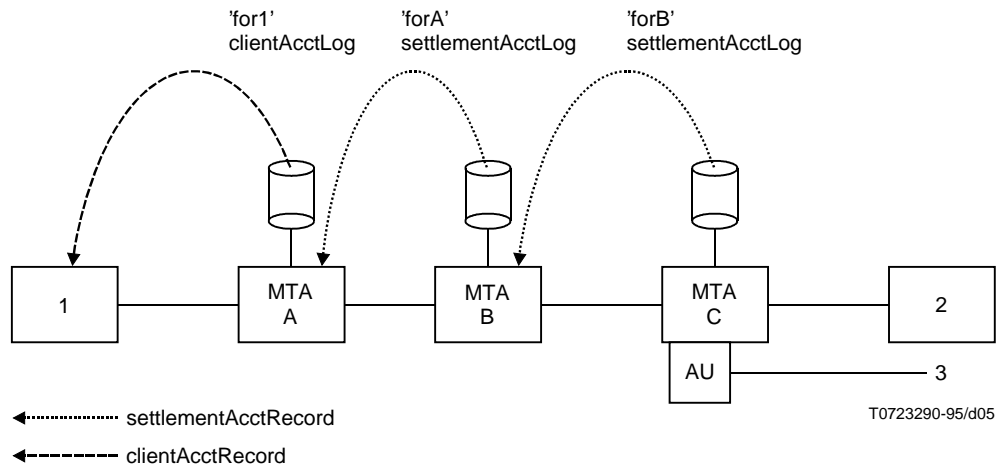 'for1'
clientAcctLog
'forA'
settlementAcctLog
'forB'
settlementAcctLog
1
MTA
A
MTA
B
MTA
C
2
AU
3
settlementAcctRecord
T0723290-95/d05
clientAcctRecord